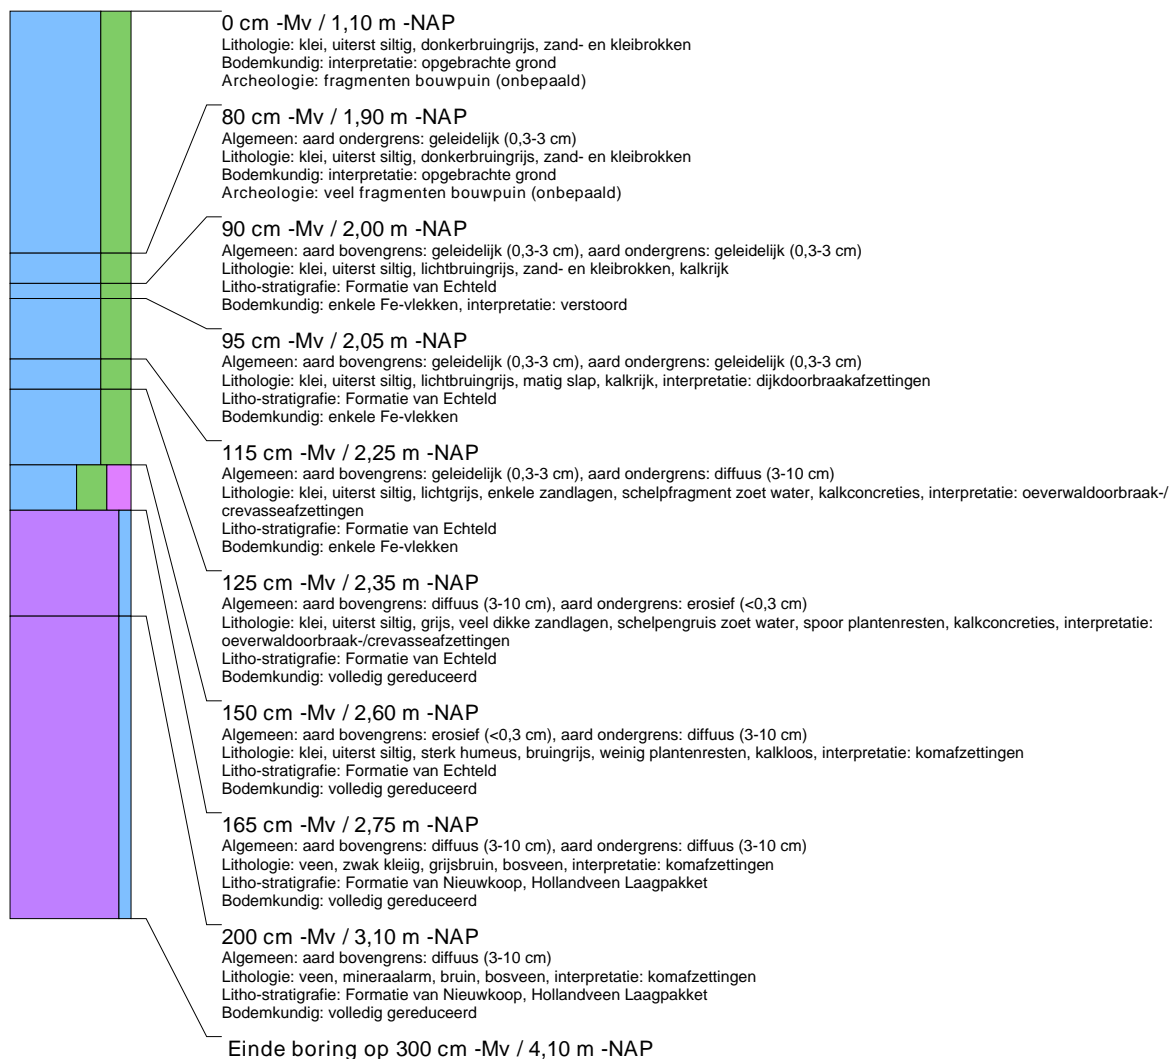 0 cm -Mv / 1,10 m -NAP
Lithologie: klei, uiterst siltig, donkerbruingrijs, zand- en kleibrokken
Bodemkundig: interpretatie: opgebrachte grond
Archeologie: fragmenten bouwpuin (onbepaald)
80 cm -Mv / 1,90 m -NAP
Algemeen: aard ondergrens: geleidelijk (0,3-3 cm)
Lithologie: klei, uiterst siltig, donkerbruingrijs, zand- en kleibrokken
Bodemkundig: interpretatie: opgebrachte grond
Archeologie: veel fragmenten bouwpuin (onbepaald)
90 cm -Mv / 2,00 m -NAP
Algemeen: aard bovengrens: geleidelijk (0,3-3 cm), aard ondergrens: geleidelijk (0,3-3 cm)
Lithologie: klei, uiterst siltig, lichtbruingrijs, zand- en kleibrokken, kalkrijk
Litho-stratigrafie: Formatie van Echteld
Bodemkundig: enkele Fe-vlekken, interpretatie: verstoord
95 cm -Mv / 2,05 m -NAP
Algemeen: aard bovengrens: geleidelijk (0,3-3 cm), aard ondergrens: geleidelijk (0,3-3 cm)
Lithologie: klei, uiterst siltig, lichtbruingrijs, matig slap, kalkrijk, interpretatie: dijkdoorbraakafzettingen
Litho-stratigrafie: Formatie van Echteld
Bodemkundig: enkele Fe-vlekken
115 cm -Mv / 2,25 m -NAP
Algemeen: aard bovengrens: geleidelijk (0,3-3 cm), aard ondergrens: diffuus (3-10 cm)
Lithologie: klei, uiterst siltig, lichtgrijs, enkele zandlagen, schelpfragment zoet water, kalkconcreties, interpretatie: oeverwaldoorbraak-/
crevasseafzettingen
Litho-stratigrafie: Formatie van Echteld
Bodemkundig: enkele Fe-vlekken
125 cm -Mv / 2,35 m -NAP
Algemeen: aard bovengrens: diffuus (3-10 cm), aard ondergrens: erosief (<0,3 cm)
Lithologie: klei, uiterst siltig, grijs, veel dikke zandlagen, schelpengruis zoet water, spoor plantenresten, kalkconcreties, interpretatie:
oeverwaldoorbraak-/crevasseafzettingen
Litho-stratigrafie: Formatie van Echteld
Bodemkundig: volledig gereduceerd
150 cm -Mv / 2,60 m -NAP
Algemeen: aard bovengrens: erosief (<0,3 cm), aard ondergrens: diffuus (3-10 cm)
Lithologie: klei, uiterst siltig, sterk humeus, bruingrijs, weinig plantenresten, kalkloos, interpretatie: komafzettingen
Litho-stratigrafie: Formatie van Echteld
Bodemkundig: volledig gereduceerd
165 cm -Mv / 2,75 m -NAP
Algemeen: aard bovengrens: diffuus (3-10 cm), aard ondergrens: diffuus (3-10 cm)
Lithologie: veen, zwak kleiig, grijsbruin, bosveen, interpretatie: komafzettingen
Litho-stratigrafie: Formatie van Nieuwkoop, Hollandveen Laagpakket
Bodemkundig: volledig gereduceerd
200 cm -Mv / 3,10 m -NAP
Algemeen: aard bovengrens: diffuus (3-10 cm)
Lithologie: veen, mineraalarm, bruin, bosveen, interpretatie: komafzettingen
Litho-stratigrafie: Formatie van Nieuwkoop, Hollandveen Laagpakket
Bodemkundig: volledig gereduceerd
Einde boring op 300 cm -Mv / 4,10 m -NAP